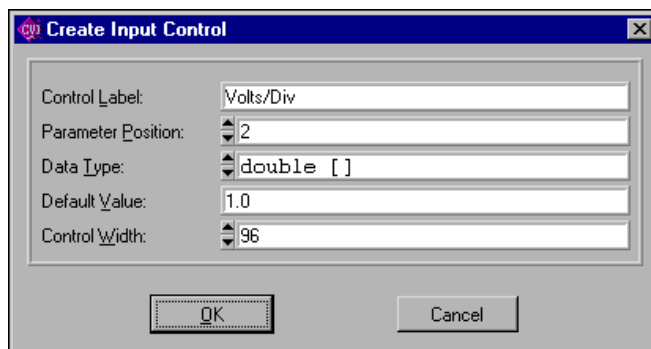 CVI Create Input Control
Control Label: Volts/Div
Parameter Position: 2
Data Type: double []
Default Value: 1.0
Control Width: 96
OK Cancel